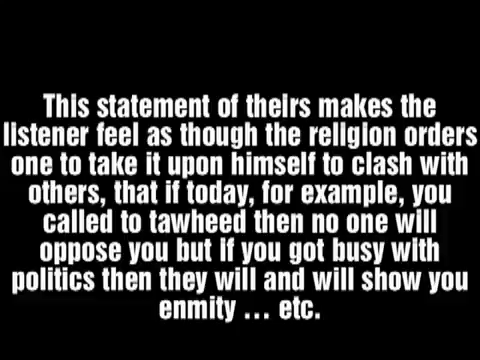 This statement of theirs makes the
listener feel as though the religion orders
one to take it upon himself to clash with
others, that if today, for example, you
called to tawheed then no one will
oppose you but if you got busy with
politics then they will and will show you
enmity ... etc.